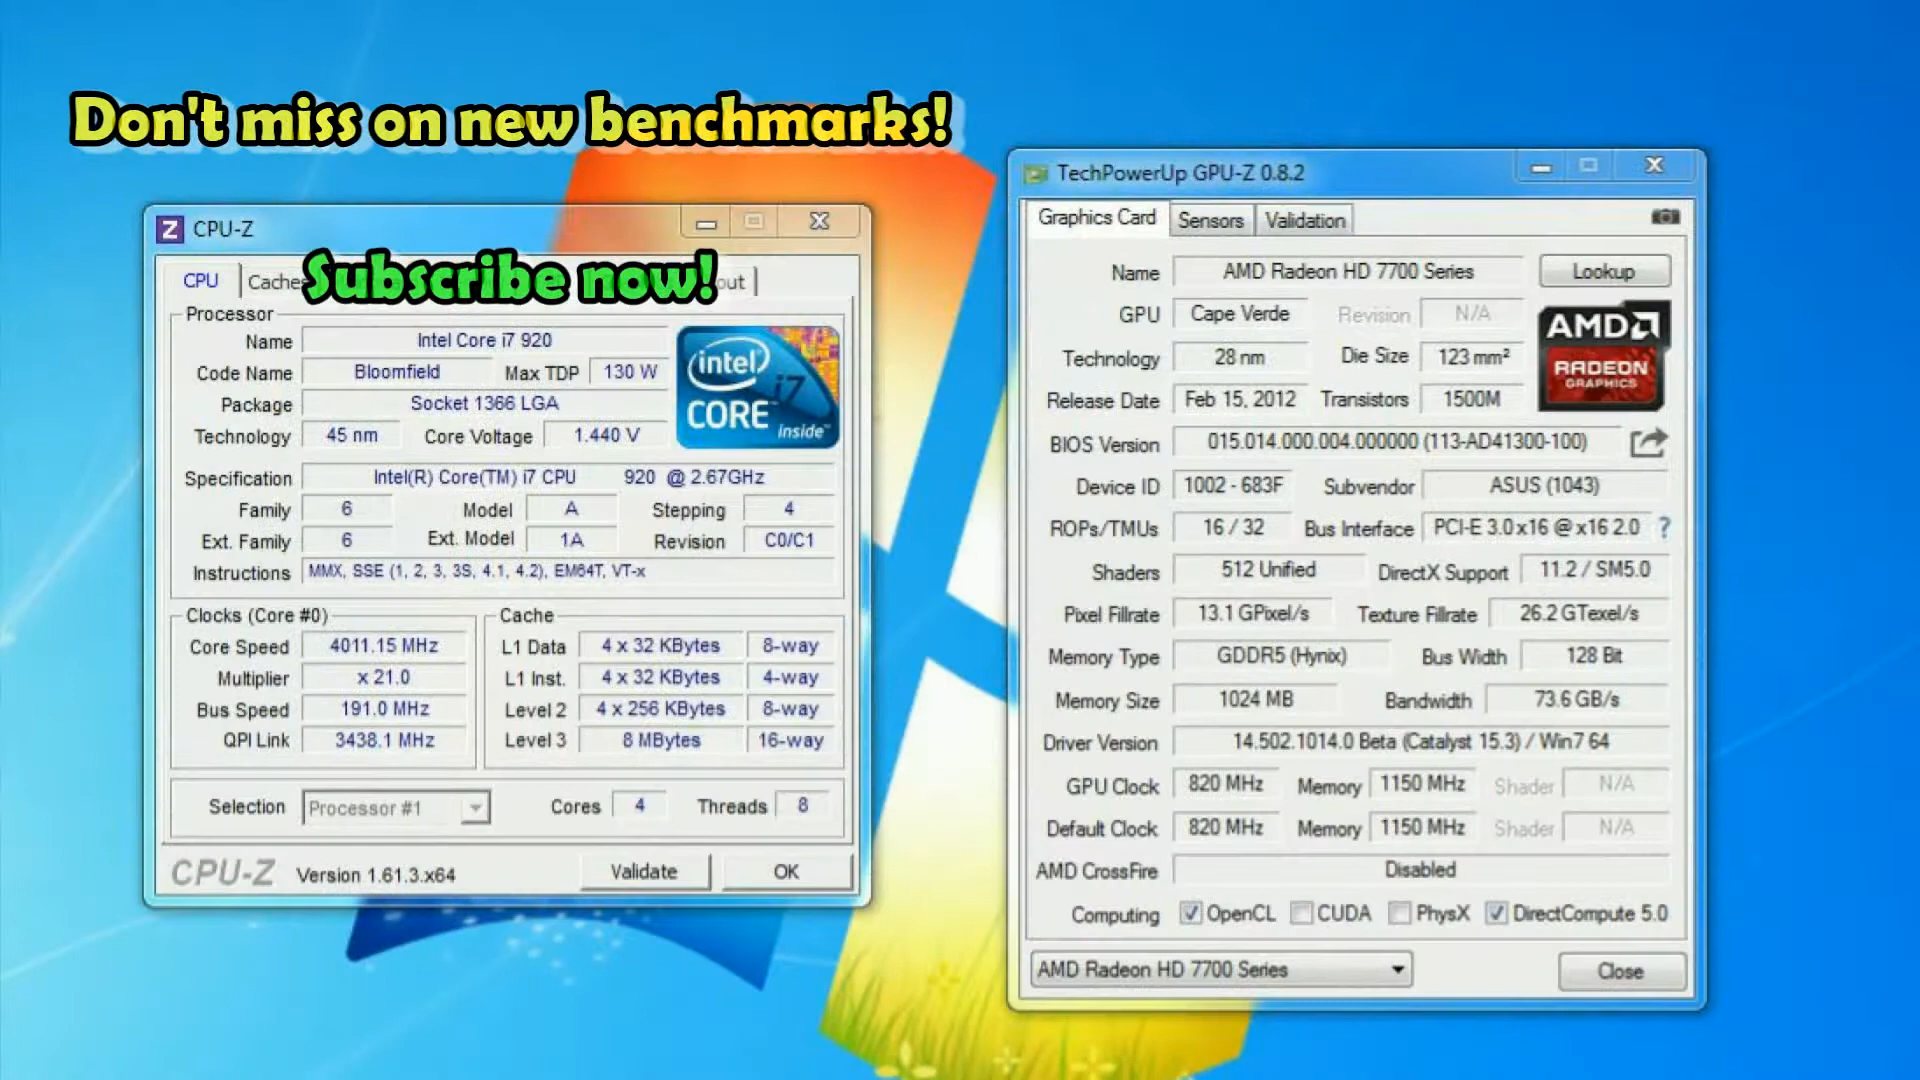 Don't miss on new benchmarks!
Subscribe now!
CPU-Z
CPU Caches out
Processor
Name Intel Core i7 920
Code Name Bloomfield Max TDP 130 W
Package Socket 1366 LGA
Technology 45 nm Core Voltage 1.440 V
intel CORE i7 inside™
Specification Intel(R) Core(TM) i7 CPU 920 @ 2.67GHz
Family 6 Model A Stepping 4
Ext. Family 6 Ext. Model 1A Revision C0/C1
Instructions MMX, SSE (1, 2, 3, 3S, 4.1, 4.2), EM64T, VT-x
Clocks (Core #0)
Core Speed 4011.15 MHz
Multiplier x 21.0
Bus Speed 191.0 MHz
QPI Link 3438.1 MHz
Cache
L1 Data 4 x 32 KBytes 8-way
L1 Inst. 4 x 32 KBytes 4-way
Level 2 4 x 256 KBytes 8-way
Level 3 8 MBytes 16-way
Selection Processor #1 Cores 4 Threads 8
CPU-Z Version 1.61.3.x64 Validate OK
TechPowerUp GPU-Z 0.8.2
Graphics Card Sensors Validation
Name AMD Radeon HD 7700 Series Lookup
GPU Cape Verde Revision N/A
AMD RADEON GRAPHICS
Technology 28 nm Die Size 123 mm²
Release Date Feb 15, 2012 Transistors 1500M
BIOS Version 015.014.000.004.000000 (113-AD41300-100)
Device ID 1002 - 683F Subvendor ASUS (1043)
ROPs/TMUs 16 / 32 Bus Interface PCI-E 3.0 x16 @ x16 2.0 ?
Shaders 512 Unified DirectX Support 11.2 / SM5.0
Pixel Fillrate 13.1 GPixel/s Texture Fillrate 26.2 GTexel/s
Memory Type GDDR5 (Hynix) Bus Width 128 Bit
Memory Size 1024 MB Bandwidth 73.6 GB/s
Driver Version 14.502.1014.0 Beta (Catalyst 15.3) / Win7 64
GPU Clock 820 MHz Memory 1150 MHz Shader N/A
Default Clock 820 MHz Memory 1150 MHz Shader N/A
AMD CrossFire Disabled
Computing OpenCL CUDA PhysX DirectCompute 5.0
AMD Radeon HD 7700 Series Close